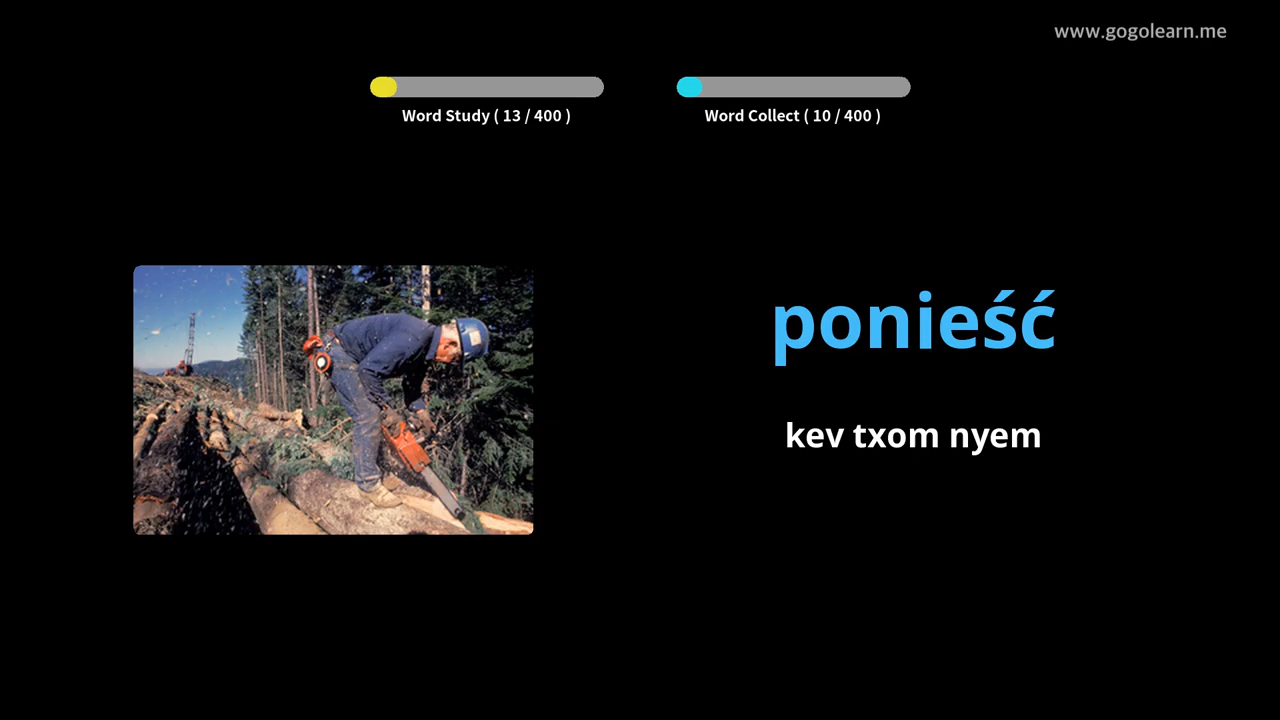 www.gogolearn.me
Word Study ( 13 / 400 )
Word Collect ( 10 / 400 )
ponieść
kev txom nyem